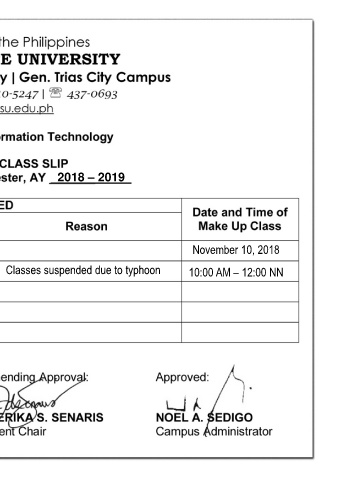 the Philippines
E UNIVERSITY
y | Gen. Trias City Campus
0-5247 | ☏ 437-0693
su.edu.ph
rmation Technology
CLASS SLIP
ester, AY 2018 – 2019
ED
Reason
Date and Time of
Make Up Class
November 10, 2018
Classes suspended due to typhoon
10:00 AM – 12:00 NN
ending Approval:
Approved:
ERIKA S. SENARIS
NOEL A. SEDIGO
ent Chair
Campus Administrator